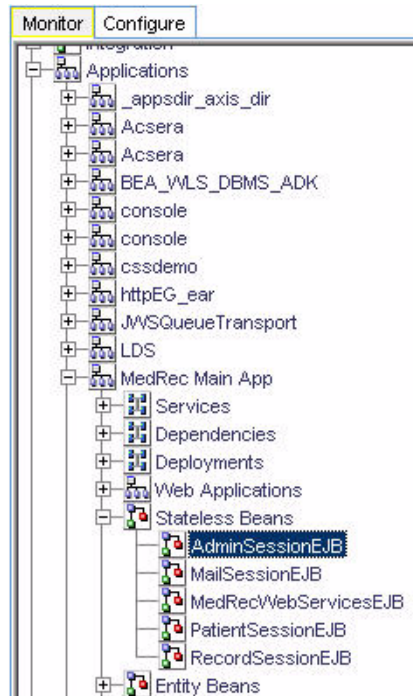 Monitor Configure
Integration
Applications
_appsdir_axis_dir
Acsera
Acsera
BEA_WLS_DBMS_ADK
console
console
cssdemo
httpEG_ear
JWSQueueTransport
LDS
MedRec Main App
Services
Dependencies
Deployments
Web Applications
Stateless Beans
AdminSessionEJB
MailSessionEJB
MedRecWebServicesEJB
PatientSessionEJB
RecordSessionEJB
Entity Beans